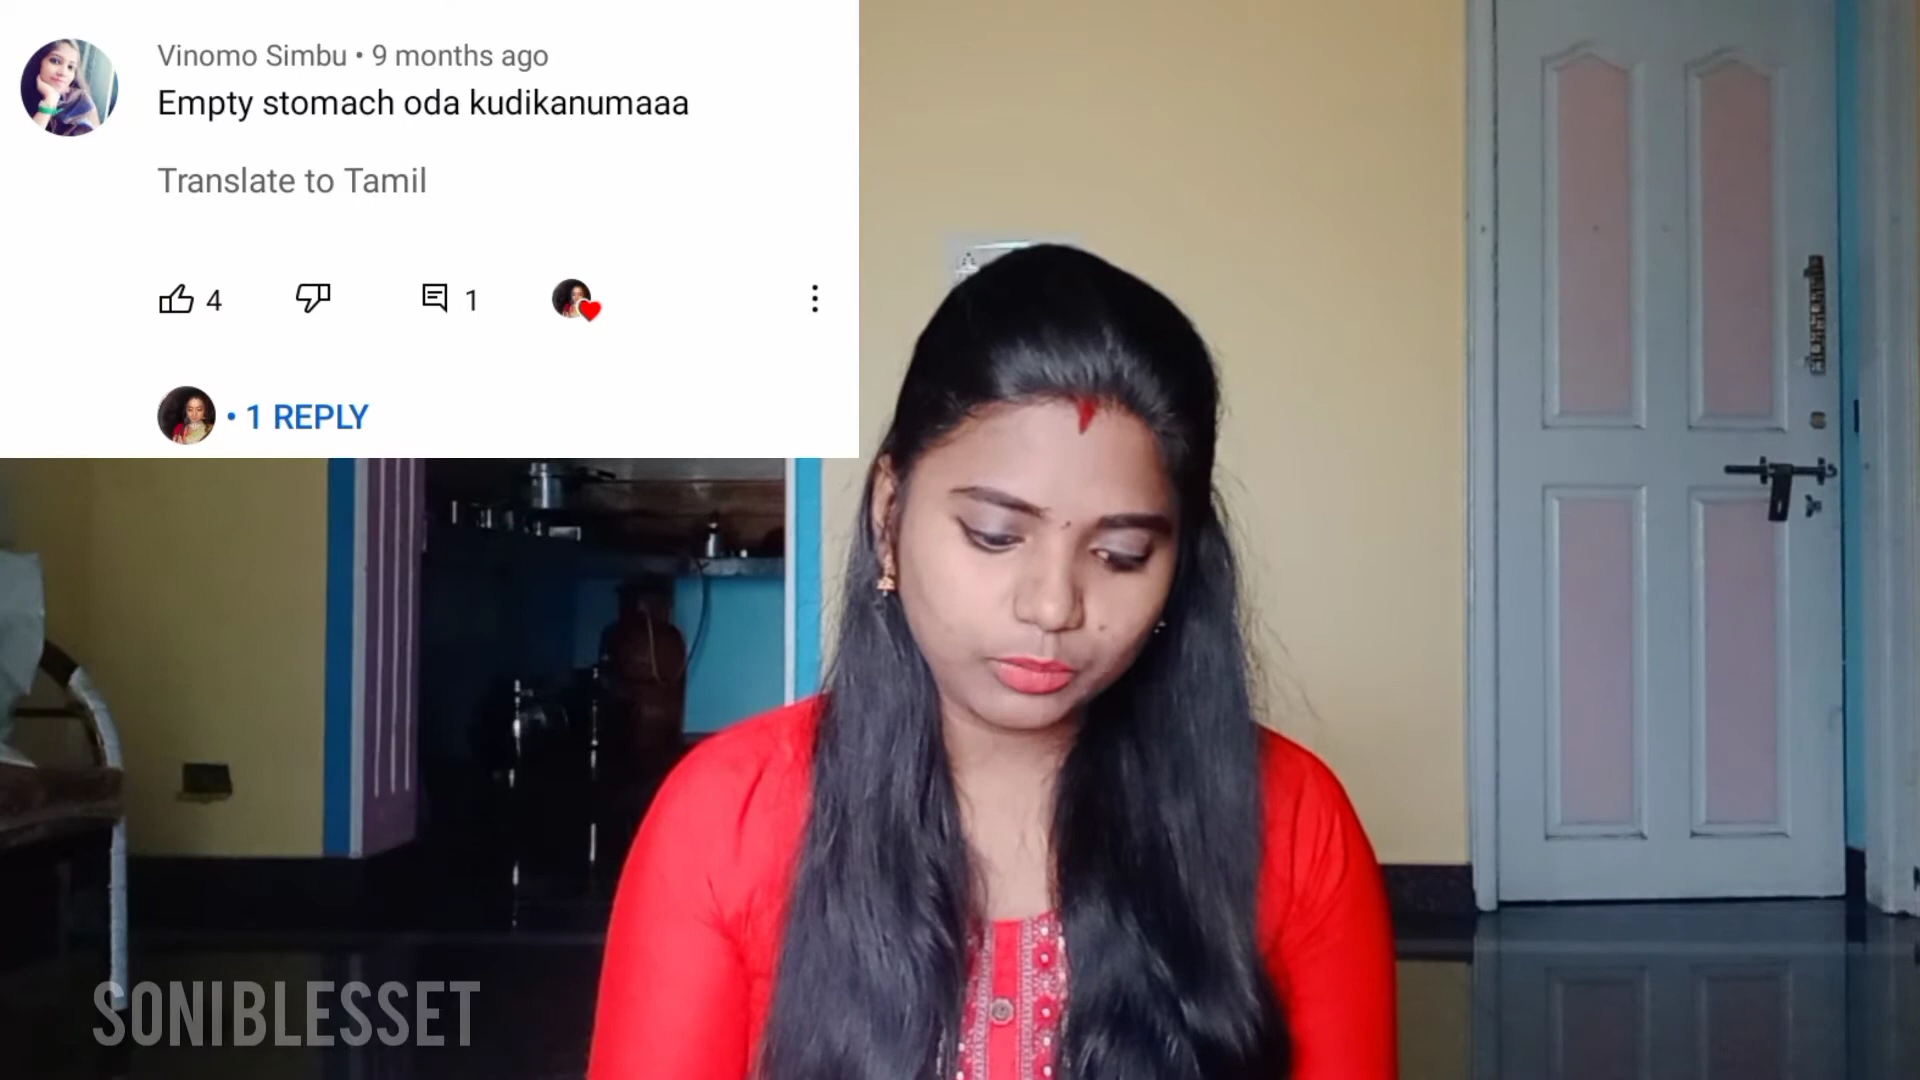 Vinomo Simbu • 9 months ago
Empty stomach oda kudikanumaaa
Translate to Tamil
4
1
• 1 REPLY
SONIBLESSET